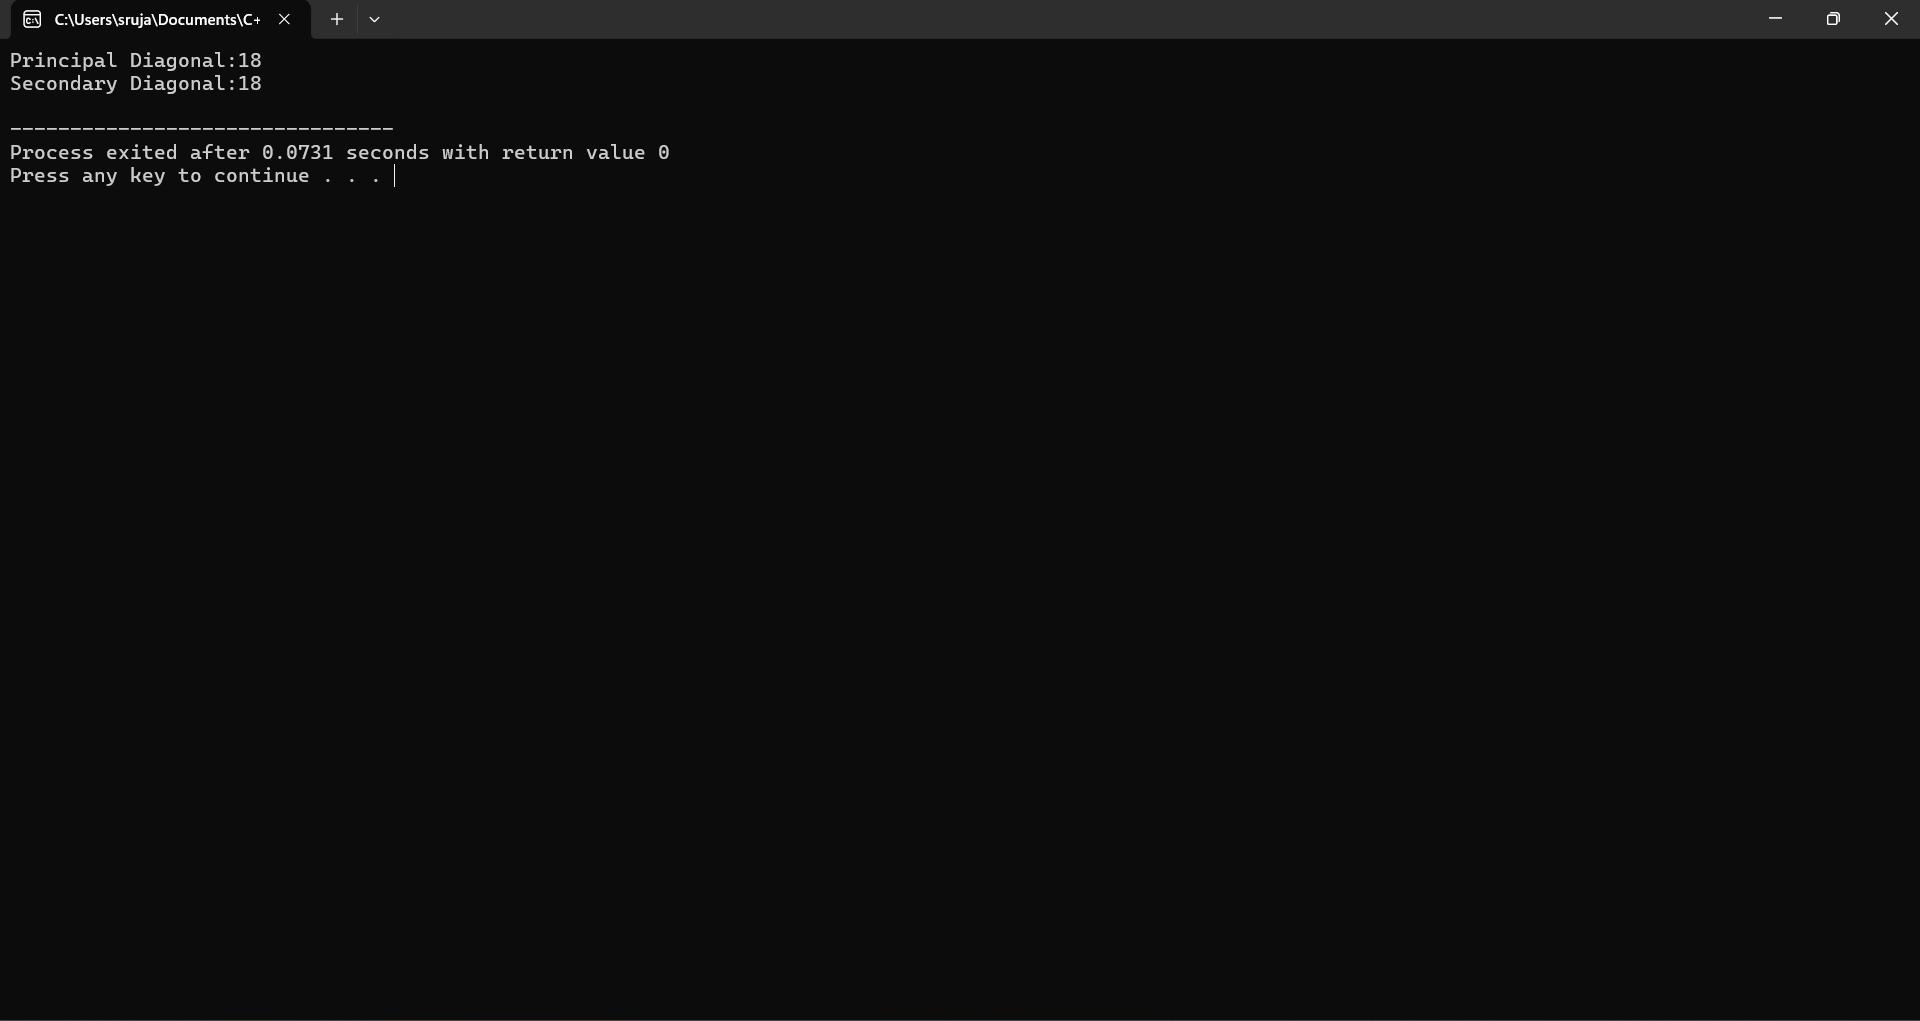 C:\Users\sruja\Documents\C+
Principal Diagonal:18
Secondary Diagonal:18
--------------------------------
Process exited after 0.0731 seconds with return value 0
Press any key to continue . . .